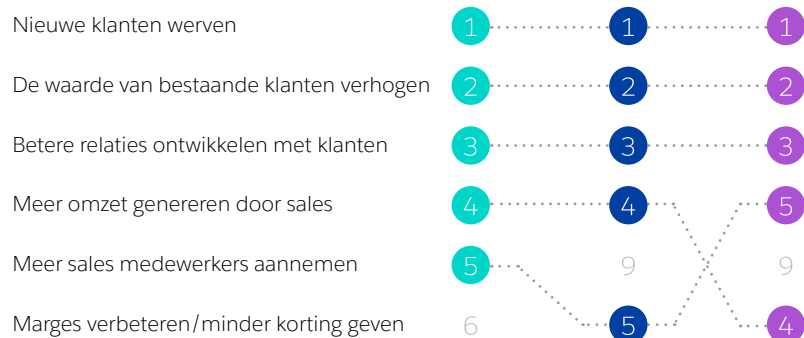 Nieuwe klanten werven 1 1 1
De waarde van bestaande klanten verhogen 2 2 2
Betere relaties ontwikkelen met klanten 3 3 3
Meer omzet genereren door sales 4 4 5
Meer sales medewerkers aannemen 5 9 9
Marges verbeteren/minder korting geven 6 5 4